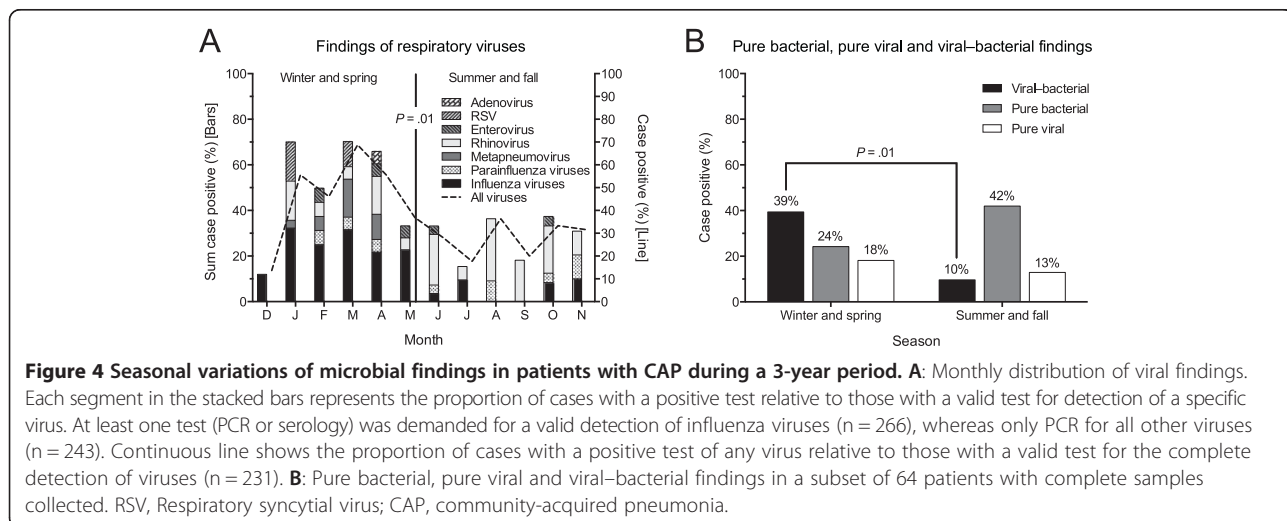 A
Findings of respiratory viruses
Winter and spring
Summer and fall
100
80
60
40
20
0
Sum case positive (%) [Bars]
P = .01
Adenovirus
RSV
Enterovirus
Rhinovirus
Metapneumovirus
Parainfluenza viruses
Influenza viruses
All viruses
100
90
80
70
60
50
40
30
20
10
0
Case positive (%) [Line]
D J F M A M J J A S O N
Month
B
Pure bacterial, pure viral and viral–bacterial findings
100
80
60
40
20
0
Case positive (%)
Viral–bacterial
Pure bacterial
Pure viral
P = .01
39%
24%
18%
10%
42%
13%
Winter and spring
Summer and fall
Season
Figure 4 Seasonal variations of microbial findings in patients with CAP during a 3-year period. A: Monthly distribution of viral findings.
Each segment in the stacked bars represents the proportion of cases with a positive test relative to those with a valid test for detection of a specific
virus. At least one test (PCR or serology) was demanded for a valid detection of influenza viruses (n = 266), whereas only PCR for all other viruses
(n = 243). Continuous line shows the proportion of cases with a positive test of any virus relative to those with a valid test for the complete
detection of viruses (n = 231). B: Pure bacterial, pure viral and viral–bacterial findings in a subset of 64 patients with complete samples
collected. RSV, Respiratory syncytial virus; CAP, community-acquired pneumonia.